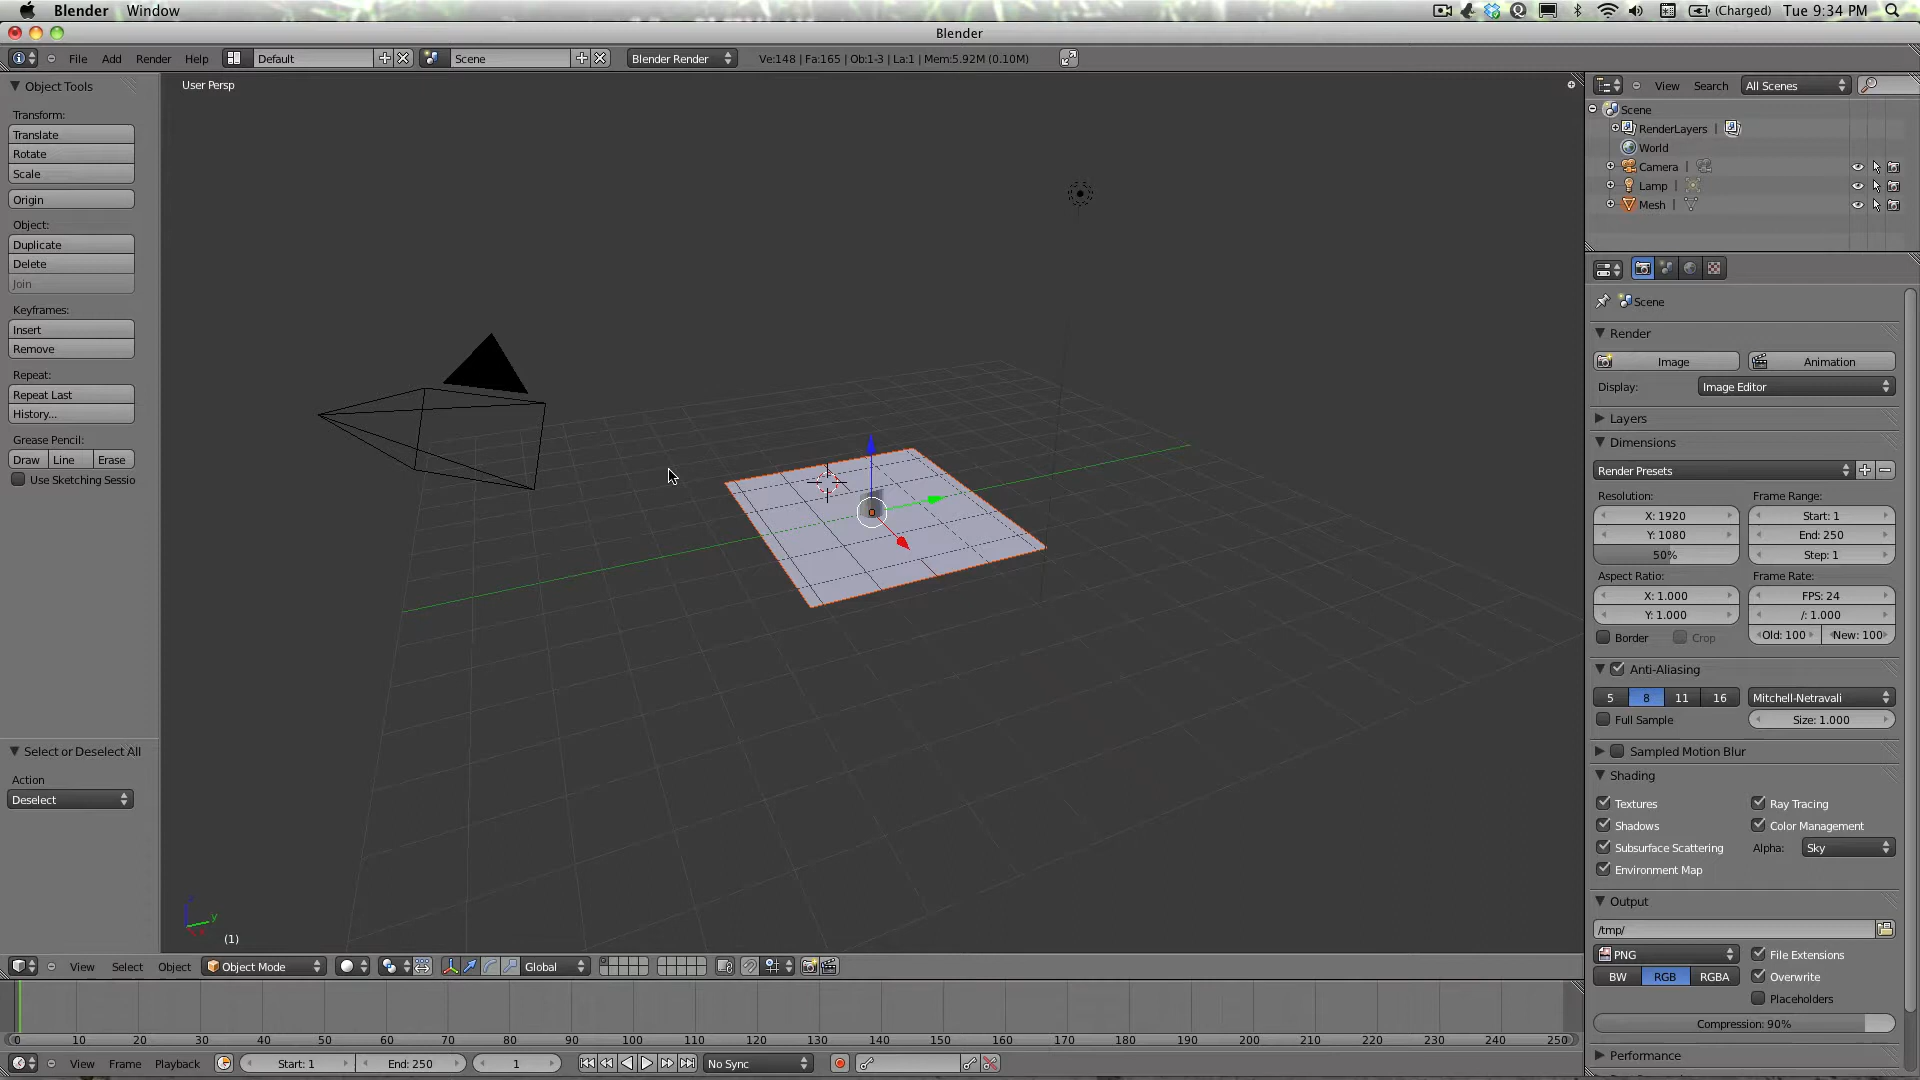 Blender Window (Charged) Tue 9:34 PM
Blender
File Add Render Help Default Scene Blender Render Ve:148 | Fa:165 | Ob:1-3 | La:1 | Mem:5.92M (0.10M)
Object Tools
Transform:
Translate
Rotate
Scale
Origin
Object:
Duplicate
Delete
Join
Keyframes:
Insert
Remove
Repeat:
Repeat Last
History...
Grease Pencil:
Draw Line Erase
Use Sketching Sessio
Select or Deselect All
Action
Deselect
User Persp
y
(1)
View Search All Scenes
Scene
RenderLayers |
World
Camera |
Lamp |
Mesh |
Scene
Render
Image Animation
Display: Image Editor
Layers
Dimensions
Render Presets
Resolution: Frame Range:
X: 1920 Start: 1
Y: 1080 End: 250
50% Step: 1
Aspect Ratio: Frame Rate:
X: 1.000 FPS: 24
Y: 1.000 /: 1.000
Border Crop Old: 100 New: 100
Anti-Aliasing
5 8 11 16 Mitchell-Netravali
Full Sample Size: 1.000
Sampled Motion Blur
Shading
Textures Ray Tracing
Shadows Color Management
Subsurface Scattering Alpha: Sky
Environment Map
Output
/tmp/
PNG File Extensions
BW RGB RGBA Overwrite
Placeholders
Compression: 90%
Performance
View Select Object Object Mode Global
0 10 20 30 40 50 60 70 80 90 100 110 120 130 140 150 160 170 180 190 200 210 220 230 240 250
View Frame Playback Start: 1 End: 250 1 No Sync